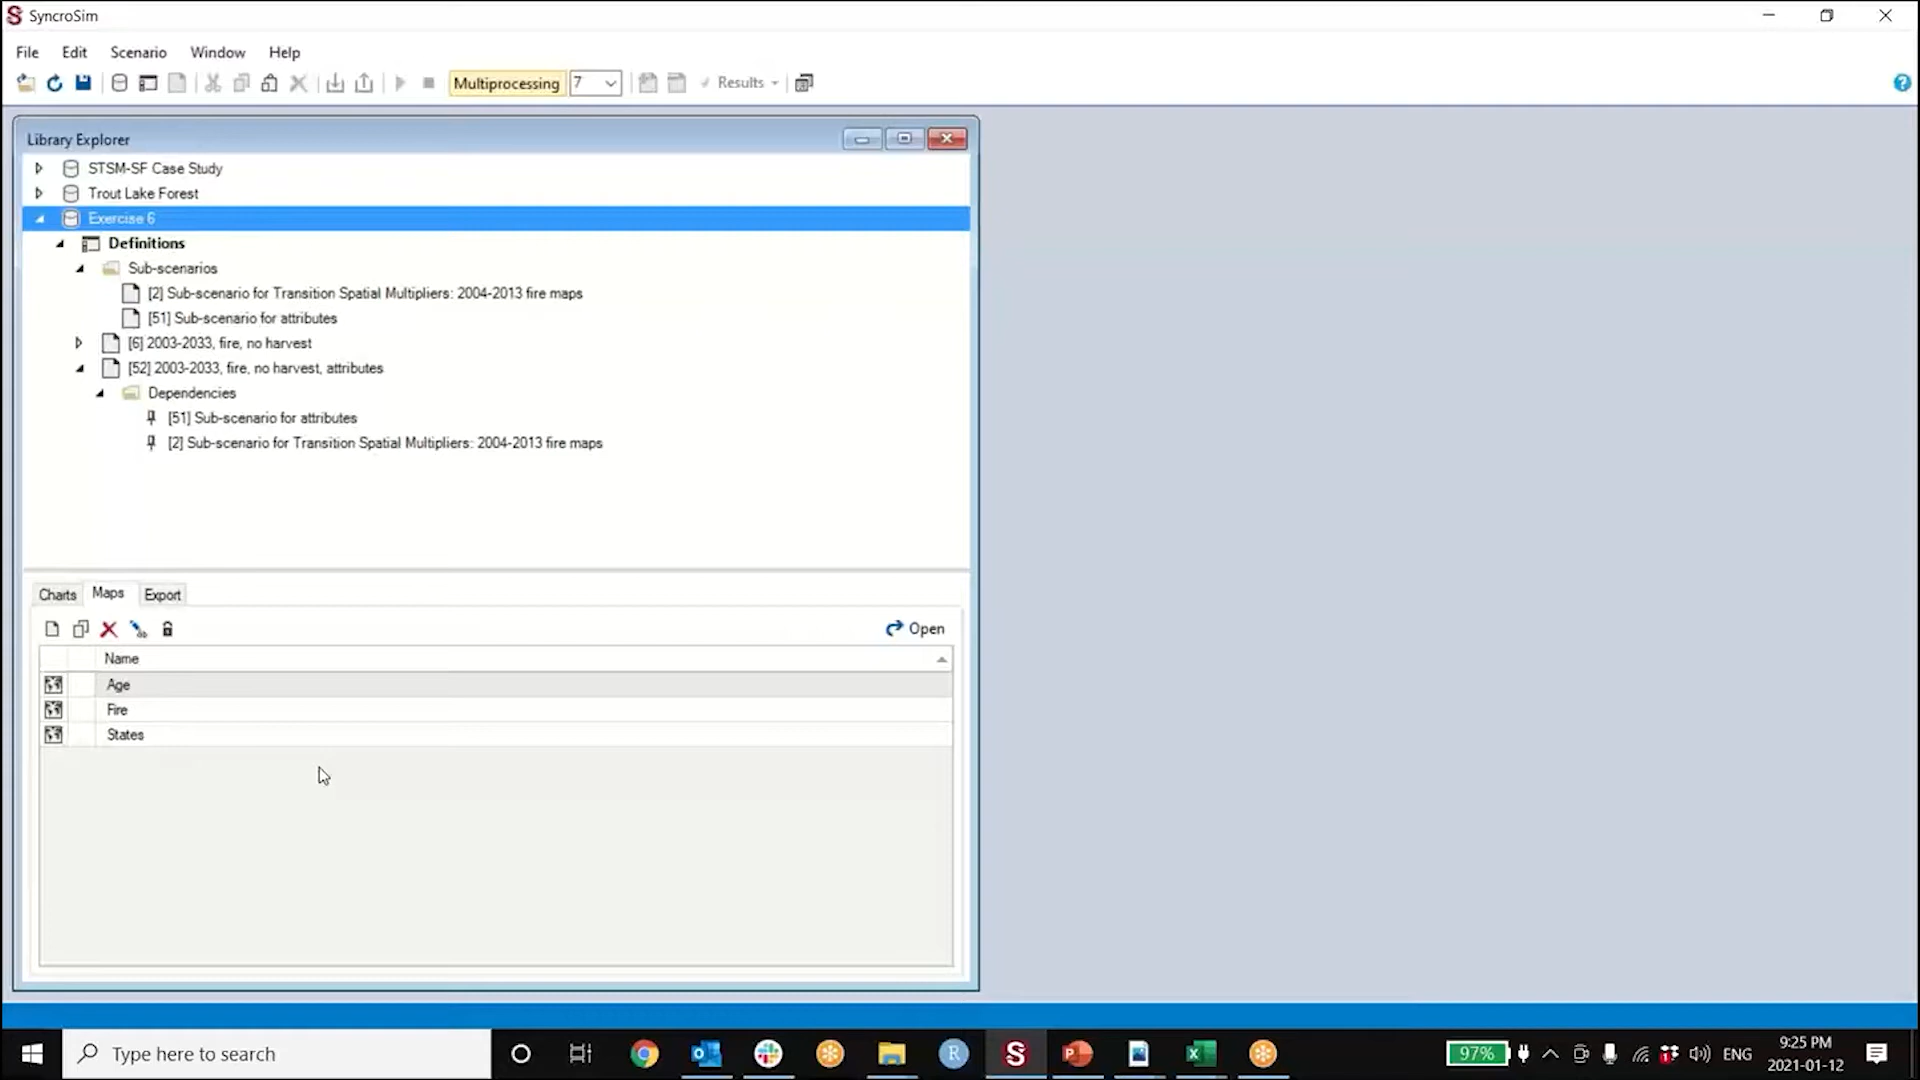 SyncroSim
File Edit Scenario Window Help
Multiprocessing 7 Results
Library Explorer
STSM-SF Case Study
Trout Lake Forest
Exercise 6
Definitions
Sub-scenarios
[2] Sub-scenario for Transition Spatial Multipliers: 2004-2013 fire maps
[51] Sub-scenario for attributes
[6] 2003-2033, fire, no harvest
[52] 2003-2033, fire, no harvest, attributes
Dependencies
[51] Sub-scenario for attributes
[2] Sub-scenario for Transition Spatial Multipliers: 2004-2013 fire maps
Charts Maps Export
Open
Name
Age
Fire
States
Type here to search
97%
ENG
9:25 PM
2021-01-12